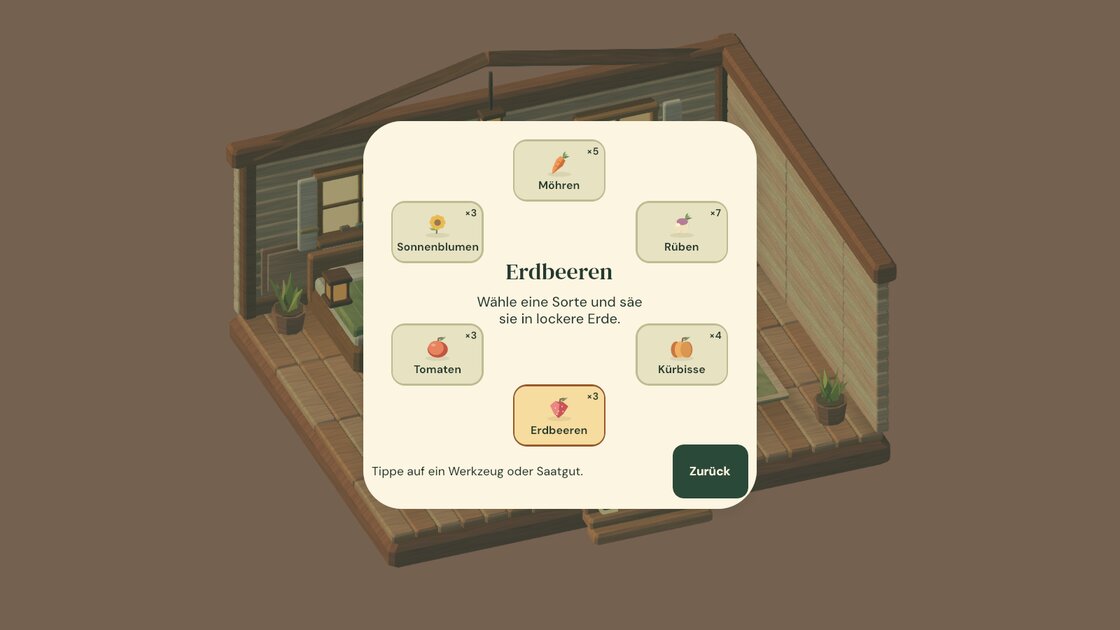 ×5
Möhren
×3
Sonnenblumen
×7
Rüben
Erdbeeren
Wähle eine Sorte und säe
sie in lockere Erde.
×3
Tomaten
×4
Kürbisse
×3
Erdbeeren
Tippe auf ein Werkzeug oder Saatgut.
Zurück